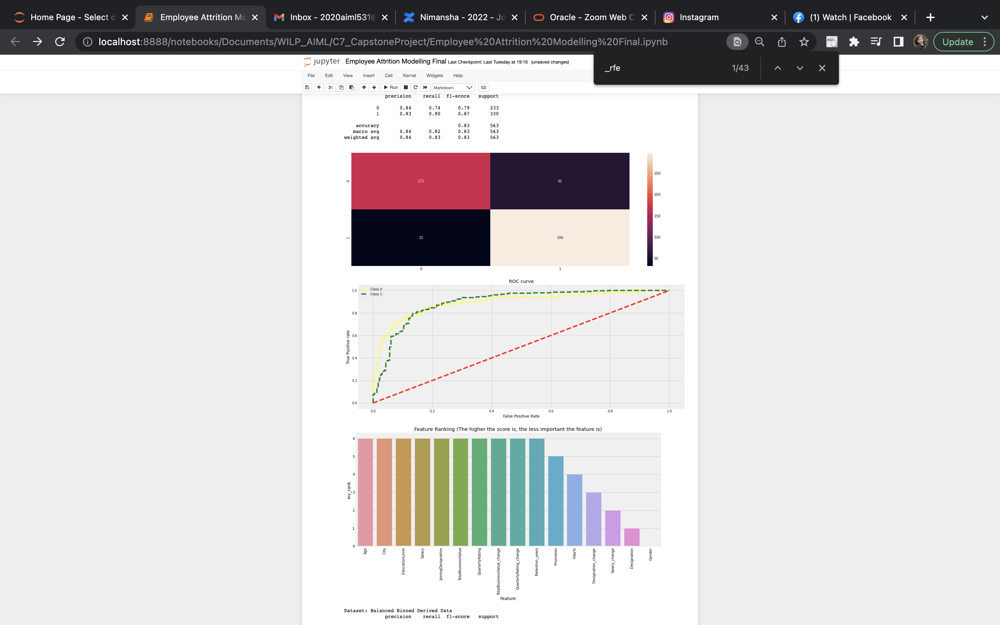 Home Page - Select o
Employee Attrition Mo
Inbox - 2020aiml531@
Nimansha - 2022 - Jo
Oracle - Zoom Web C
Instagram
(1) Watch | Facebook
localhost:8888/notebooks/Documents/WILP_AIML/C7_CapstoneProject/Employee%20Attrition%20Modelling%20Final.ipynb
Update
_rfe 1/43
jupyter Employee Attrition Modelling Final Last Checkpoint: Last Tuesday at 19:16 (unsaved changes)
File Edit View Insert Cell Kernel Widgets Help
Run Markdown
precision recall f1-score support
0 0.84 0.74 0.79 233
1 0.83 0.90 0.87 330
accuracy 0.83 563
macro avg 0.84 0.82 0.83 563
weighted avg 0.84 0.83 0.83 563
0
172
61
1
32
298
0 1
250
200
150
100
50
ROC curve
Class 0
Class 1
1.0
0.8
0.6
0.4
0.2
0.0
True Positive rate
0.0 0.2 0.4 0.6 0.8 1.0
False Positive Rate
Feature Ranking (The higher the score is, the less important the feature is)
6
5
4
3
2
1
0
inv_rank
Age
City
EducationLevel
Salary
JoiningDesignation
TotalBusinessValue
QuarterlyRating
TotalBusinessValue_change
QuarterlyRating_change
Retention_years
Promotion
Hike%
Designation_change
Salary_change
Designation
Gender
Feature
Dataset: Balanced Binned Derived Data
precision recall f1-score support